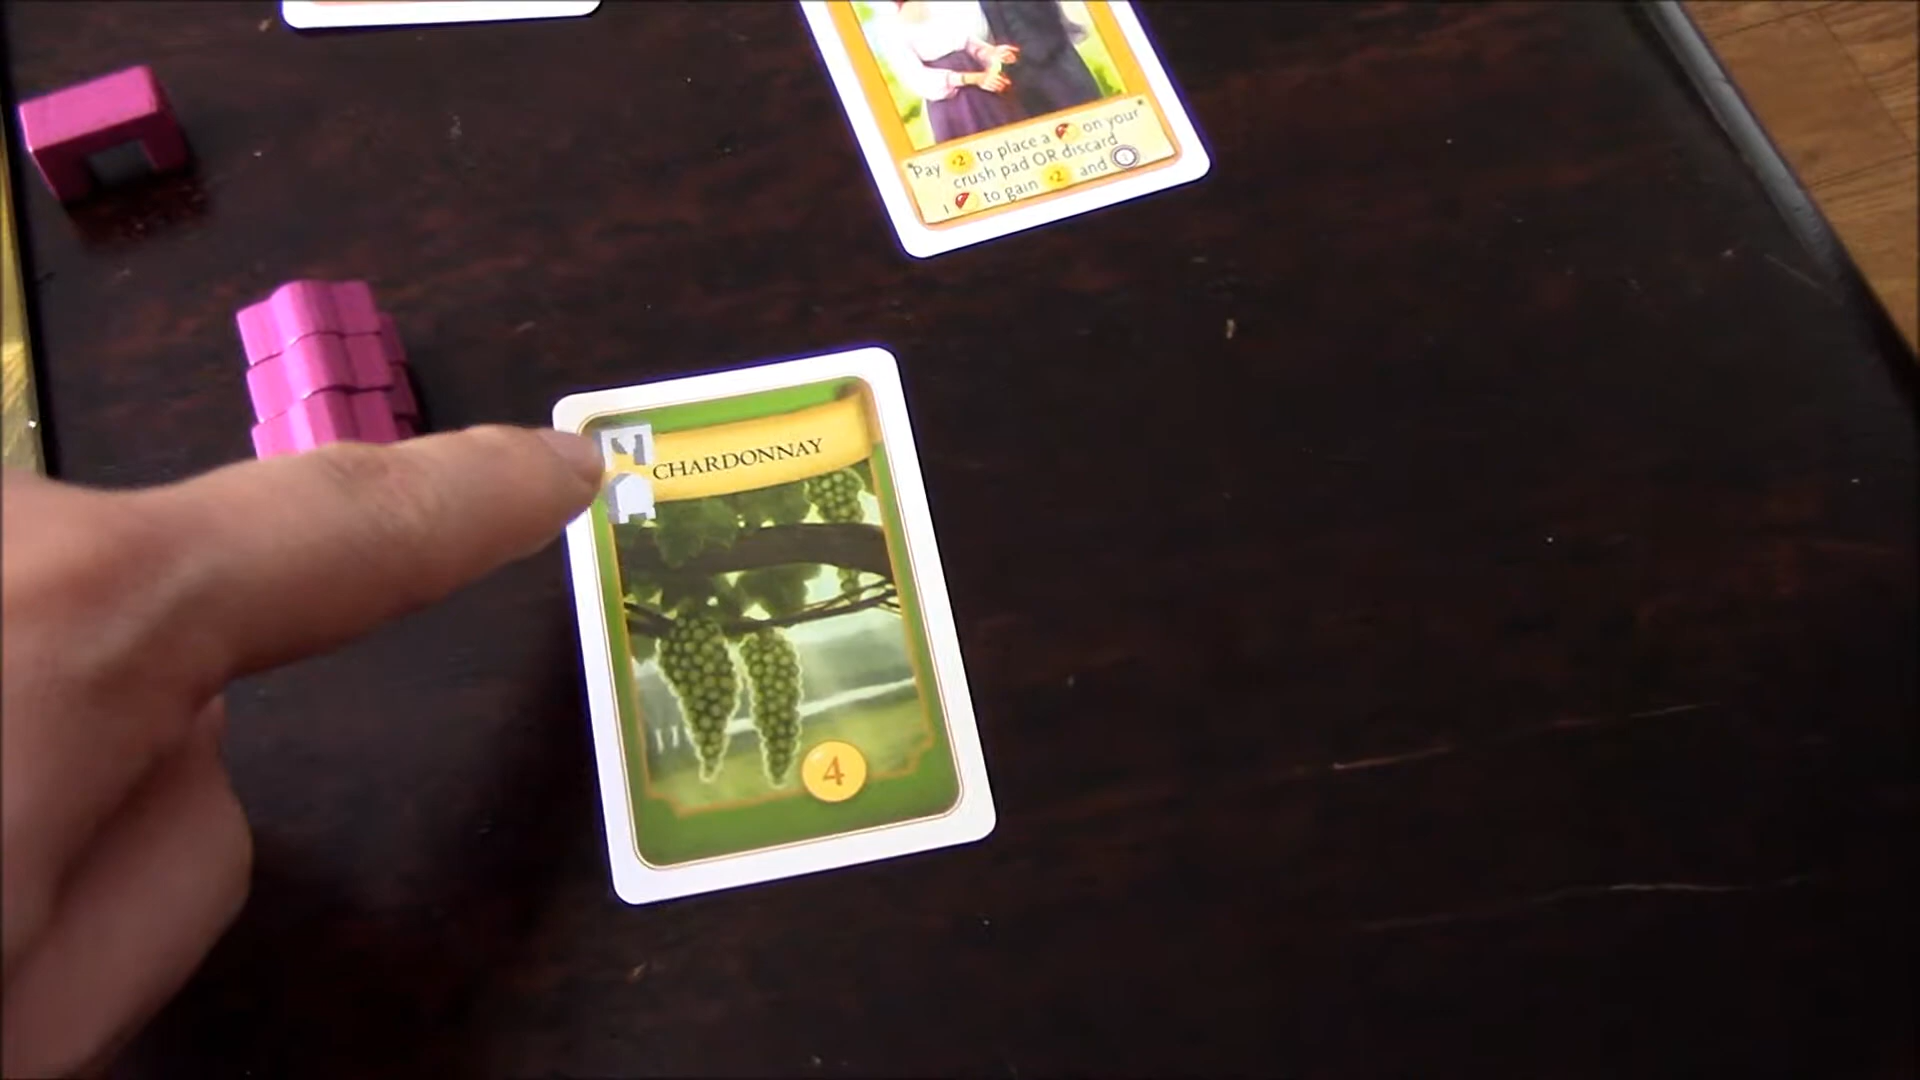 Pay 2 to place a on your
crush pad OR discard
1 to gain 2 and 1
CHARDONNAY
4